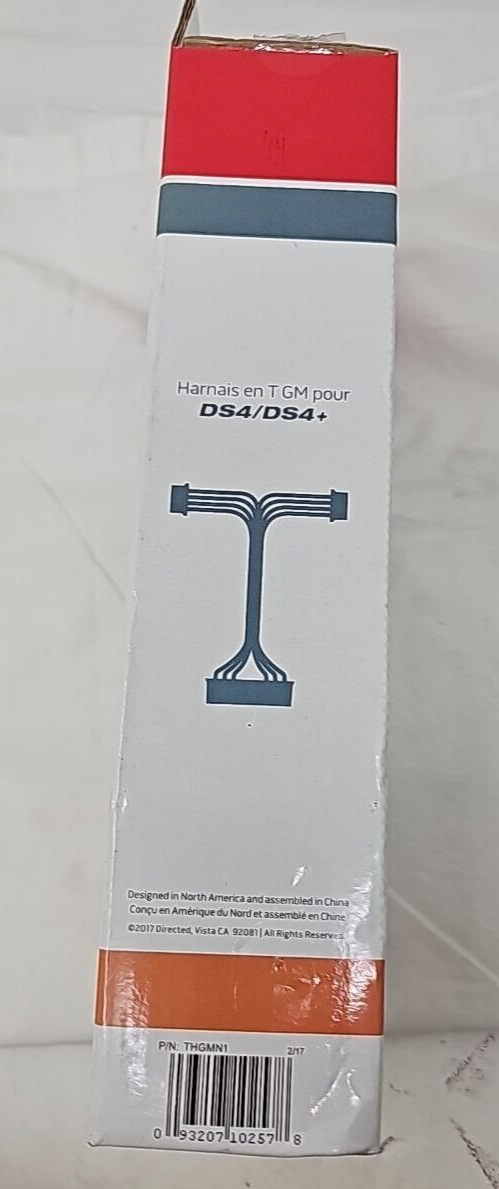 Harnais en T GM pour
DS4/DS4+
Designed in North America and assembled in China
Conçu en Amérique du Nord et assemblé en Chine
©2017 Directed, Vista CA 92081 | All Rights Reserved
P/N: THGMN1 2/17
0 93207 10257 8